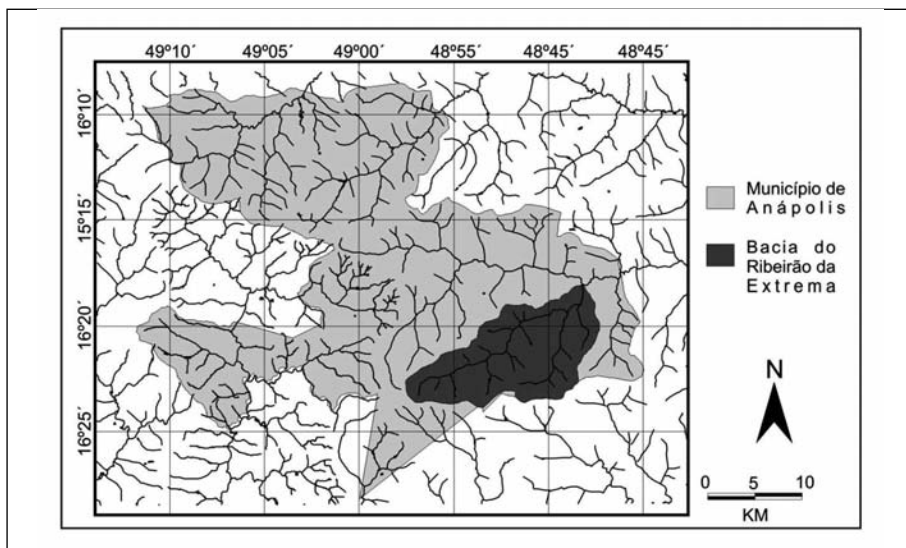 49º10´ 49º05´ 49º00´ 48º55´ 48º45´ 48º45´
16º10´
15º15´
16º20´
16º25´
Município de
Anápolis
Bacia do
Ribeirão da
Extrema
N
0 5 10
KM